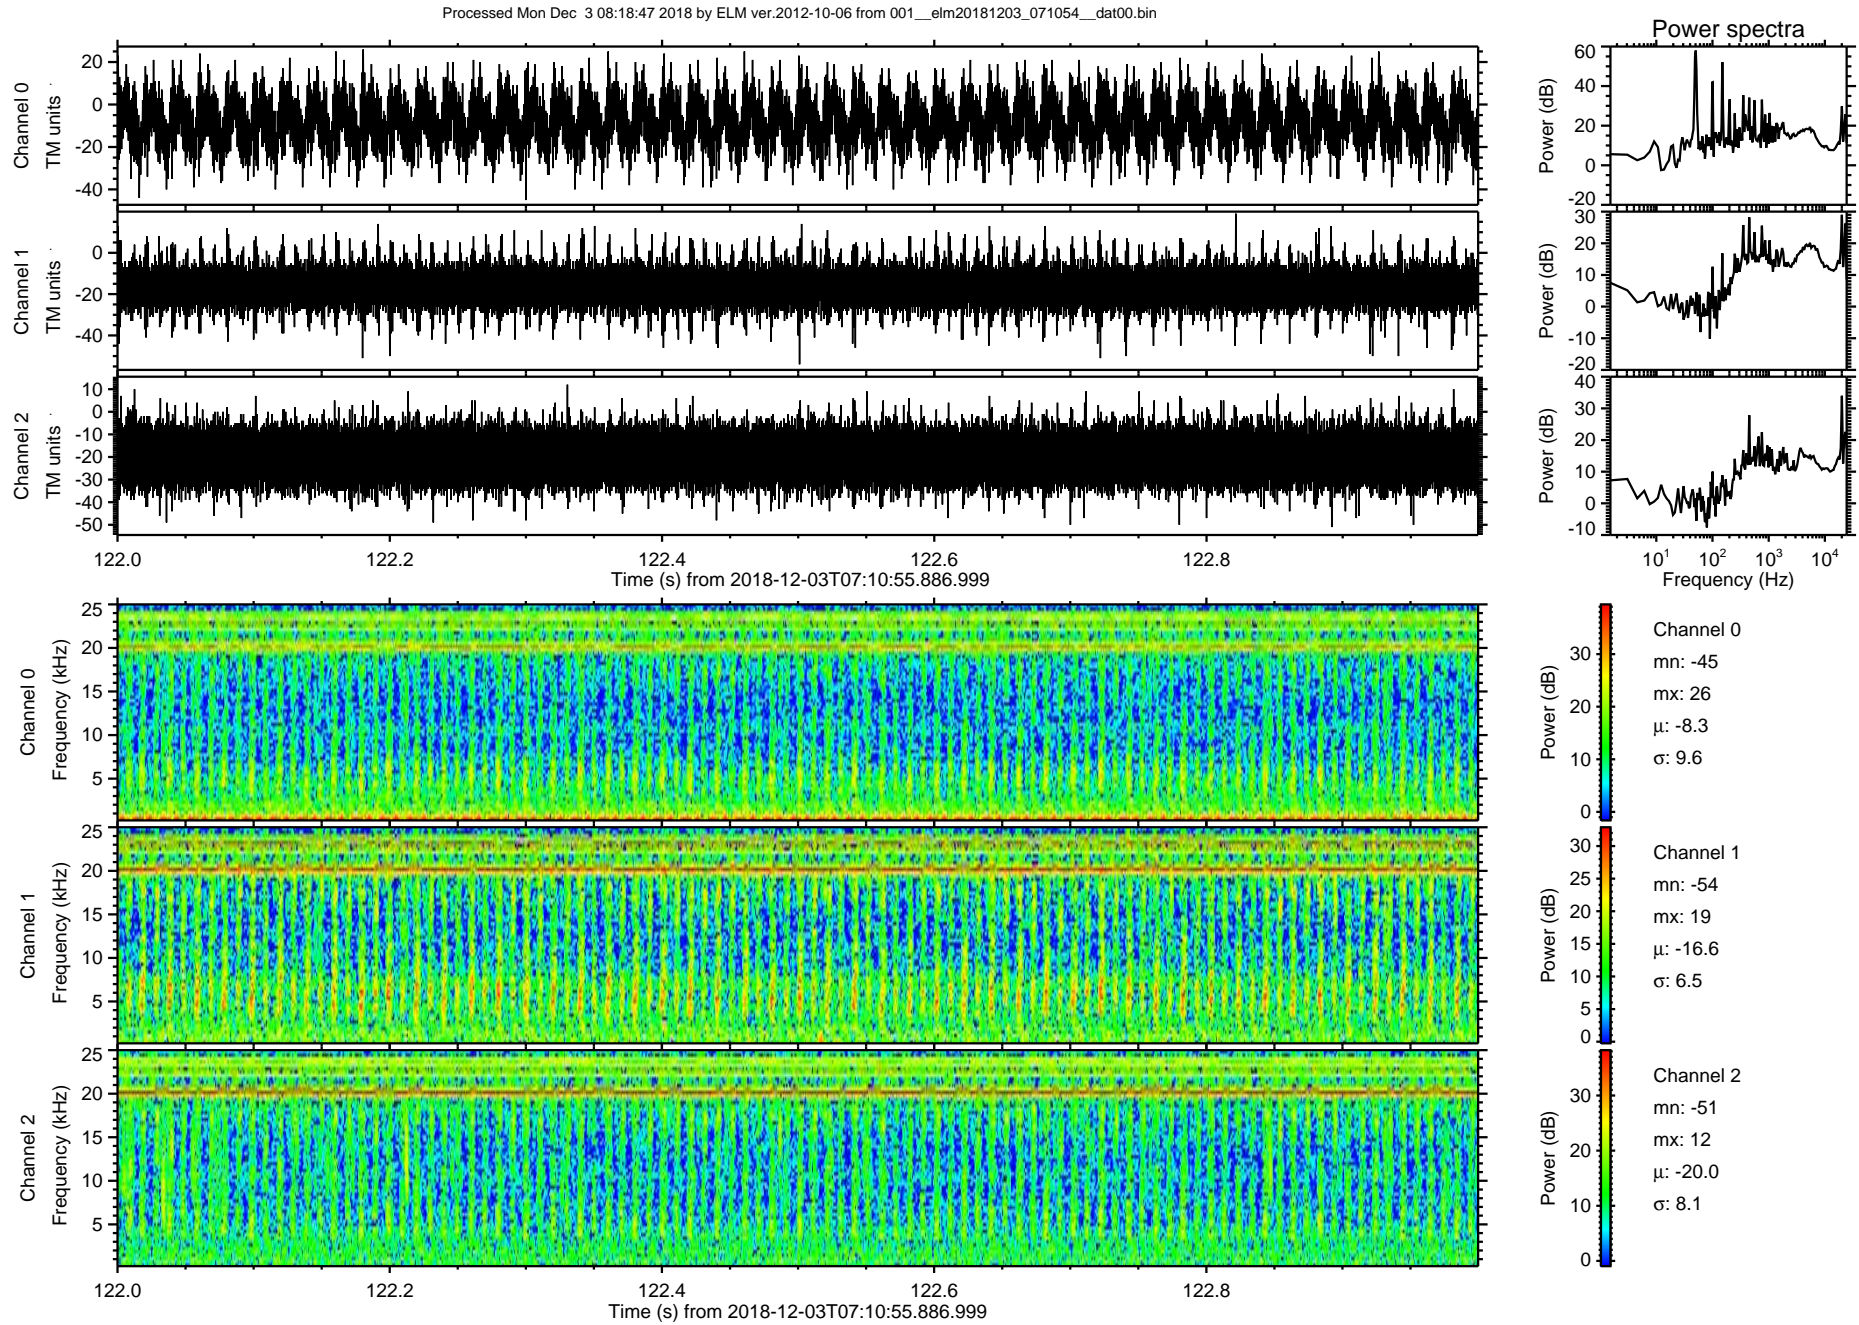 Processed Mon Dec  3 08:18:47 2018 by ELM ver.2012-10-06 from 001__elm20181203_071054__dat00.bin
Power spectra
Channel 0
TM units
20
0
-20
-40
Power (dB)
60
40
20
0
-20
Channel 1
TM units
0
-20
-40
Power (dB)
30
20
10
0
-10
-20
Channel 2
TM units
10
0
-10
-20
-30
-40
-50
Power (dB)
40
30
20
10
0
-10
122.0
122.2
122.4
122.6
122.8
Time (s) from 2018-12-03T07:10:55.886.999
10¹
10²
10³
10⁴
Frequency (Hz)
Channel 0
Frequency (kHz)
25
20
15
10
5
Power (dB)
30
20
10
0
Channel 0
mn: -45
mx: 26
μ: -8.3
σ: 9.6
Channel 1
Frequency (kHz)
25
20
15
10
5
Power (dB)
30
25
20
15
10
5
0
Channel 1
mn: -54
mx: 19
μ: -16.6
σ: 6.5
Channel 2
Frequency (kHz)
25
20
15
10
5
Power (dB)
30
20
10
0
Channel 2
mn: -51
mx: 12
μ: -20.0
σ: 8.1
122.0
122.2
122.4
122.6
122.8
Time (s) from 2018-12-03T07:10:55.886.999